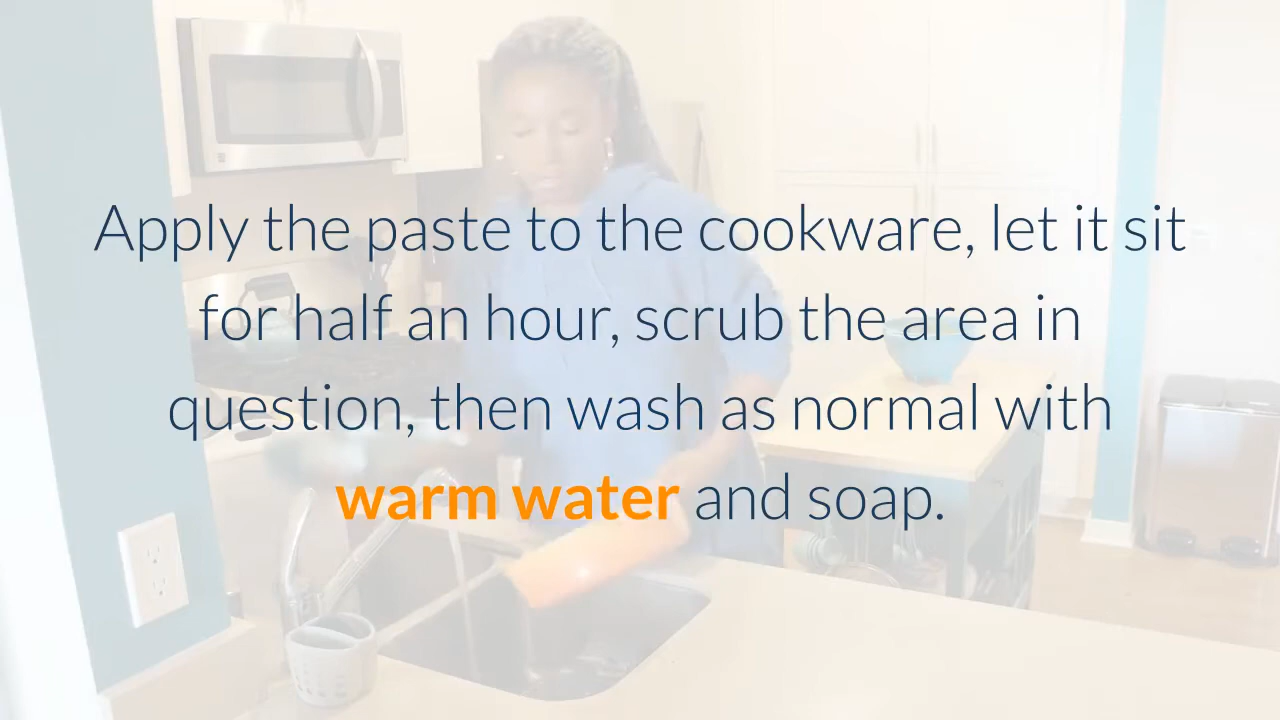 Apply the paste to the cookware, let it sit
for half an hour, scrub the area in
question, then wash as normal with
warm water and soap.